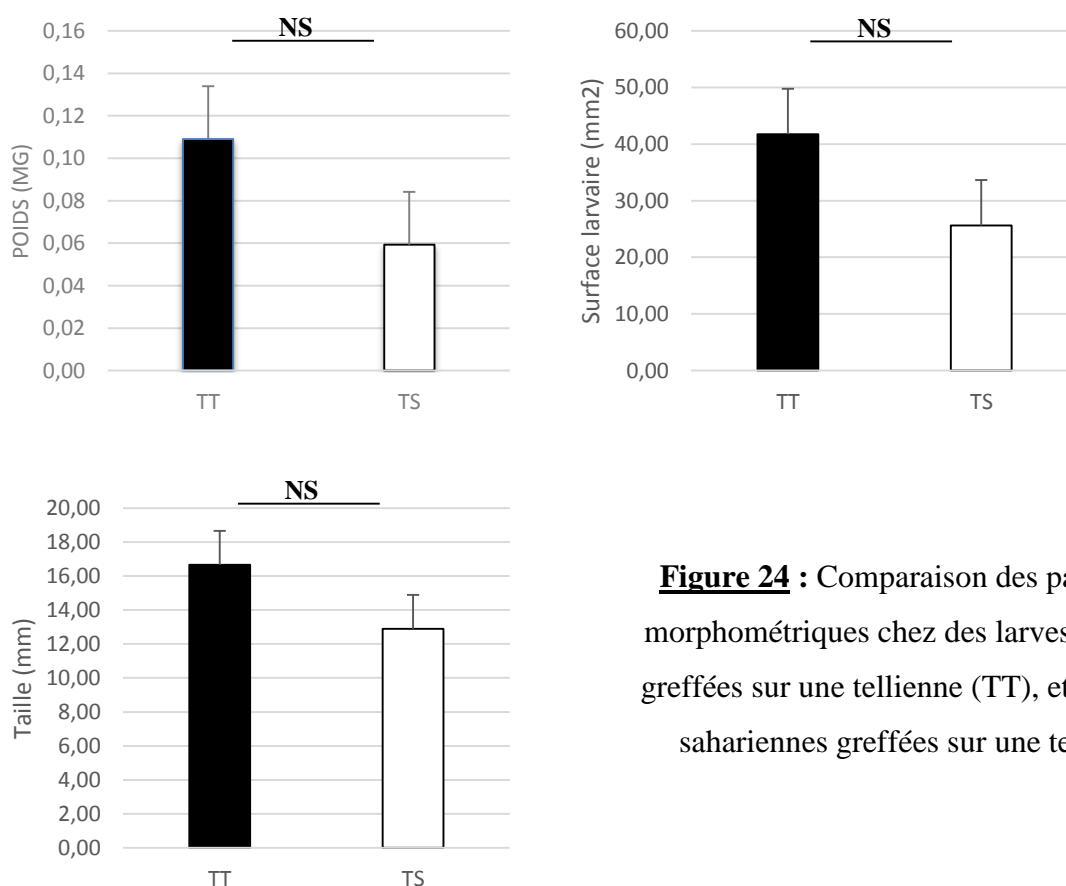 NS
0,16
0,14
0,12
0,10
0,08
0,06
0,04
0,02
0,00
POIDS (MG)
TT TS
NS
60,00
50,00
40,00
30,00
20,00
10,00
0,00
Surface larvaire (mm2)
TT TS
NS
20,00
18,00
16,00
14,00
12,00
10,00
8,00
6,00
4,00
2,00
0,00
Taille (mm)
TT TS
Figure 24 : Comparaison des pa
morphométriques chez des larves
greffées sur une tellienne (TT), et
sahariennes greffées sur une te